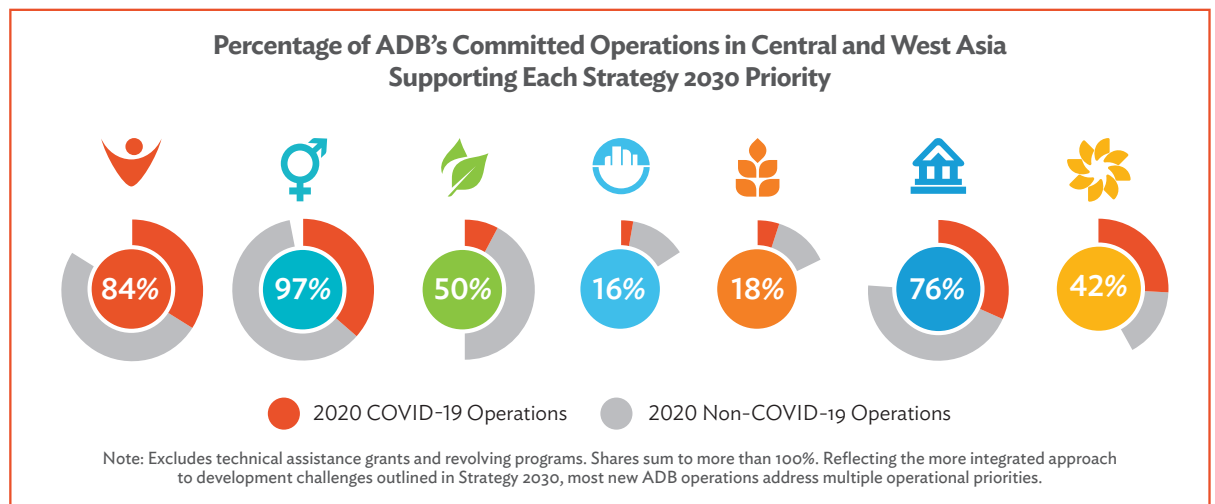 Percentage of ADB's Committed Operations in Central and West Asia
Supporting Each Strategy 2030 Priority
84%
97%
50%
16%
18%
76%
42%
2020 COVID-19 Operations
2020 Non-COVID-19 Operations
Note: Excludes technical assistance grants and revolving programs. Shares sum to more than 100%. Reflecting the more integrated approach
to development challenges outlined in Strategy 2030, most new ADB operations address multiple operational priorities.